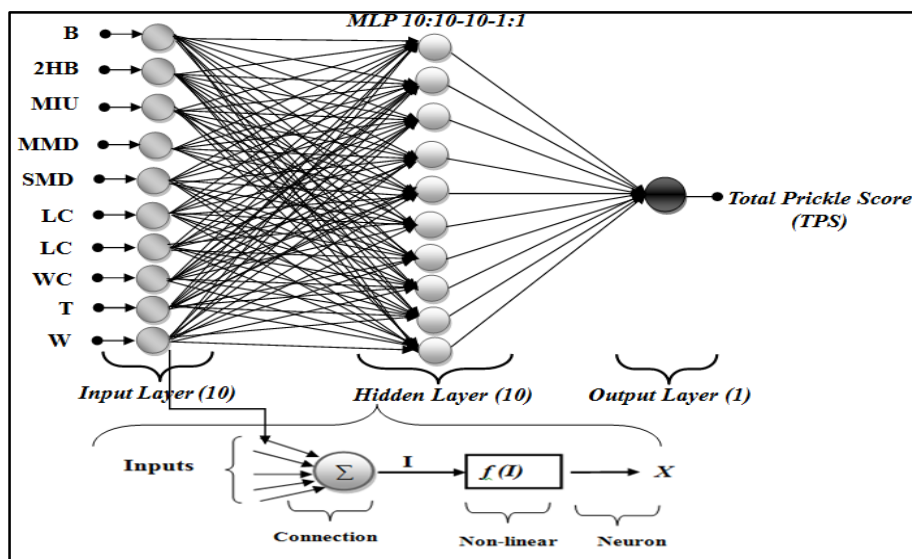 MLP 10:10-10-1:1
B
2HB
MIU
MMD
SMD
LC
LC
WC
T
W
Total Prickle Score
(TPS)
Input Layer (10)
Hidden Layer (10)
Output Layer (1)
Inputs
Σ
I
f(I)
X
Connection
Non-linear
Neuron